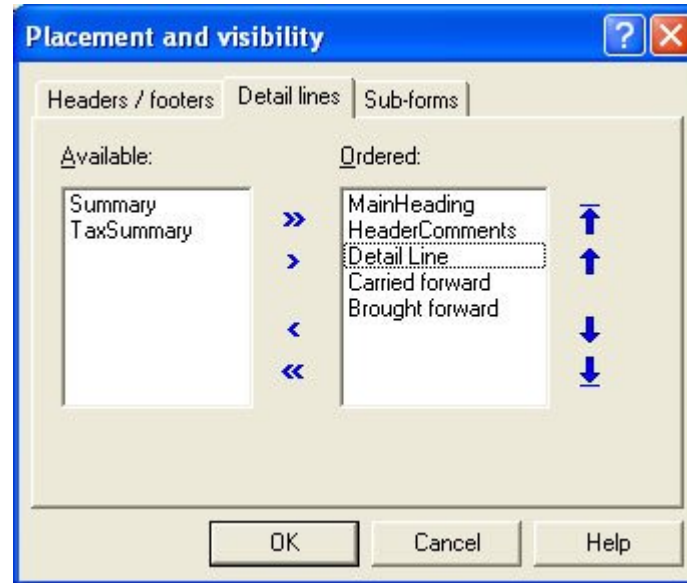 Placement and visibility
Headers / footers Detail lines Sub-forms
Available: Ordered:
Summary
TaxSummary
MainHeading
HeaderComments
Detail Line
Carried forward
Brought forward
OK Cancel Help